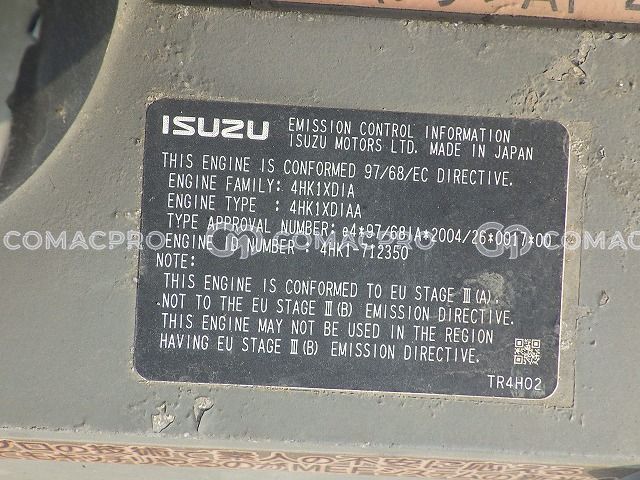 ISUZU EMISSION CONTROL INFORMATION
ISUZU MOTORS LTD. MADE IN JAPAN
THIS ENGINE IS CONFORMED 97/68/EC DIRECTIVE.
ENGINE FAMILY: 4HK1XDIA
ENGINE TYPE : 4HK1XDIAA
TYPE APPROVAL NUMBER: e4*97/68IA*2004/26*0017*00
COMACPRO COMACPRO
ENGINE ID NUMBER : 4HK1-712350
NOTE:
THIS ENGINE IS CONFORMED TO EU STAGE Ⅲ(A),
NOT TO THE EU STAGE Ⅲ(B) EMISSION DIRECTIVE.
THIS ENGINE MAY NOT BE USED IN THE REGION
HAVING EU STAGE Ⅲ(B) EMISSION DIRECTIVE.
TR4H02